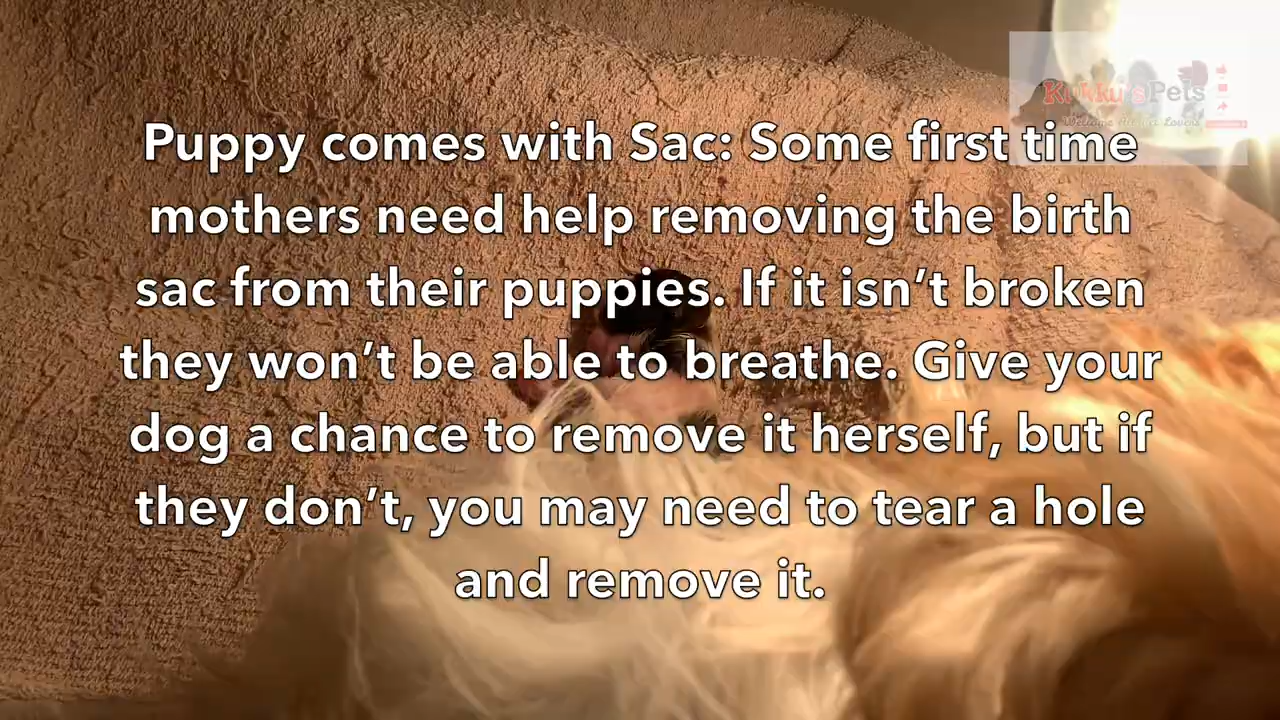 Klukku'sPets
Puppy comes with Sac: Some first time
mothers need help removing the birth
sac from their puppies. If it isn’t broken
they won’t be able to breathe. Give your
dog a chance to remove it herself, but if
they don’t, you may need to tear a hole
and remove it.